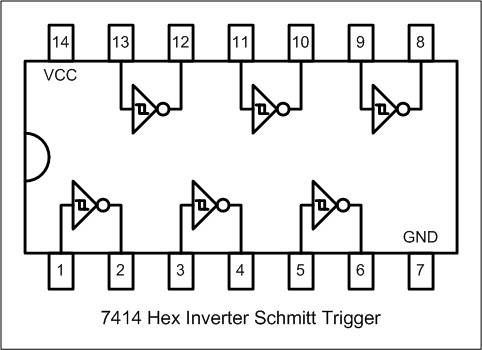 14 13 12 11 10 9 8
VCC
GND
1 2 3 4 5 6 7
7414 Hex Inverter Schmitt Trigger